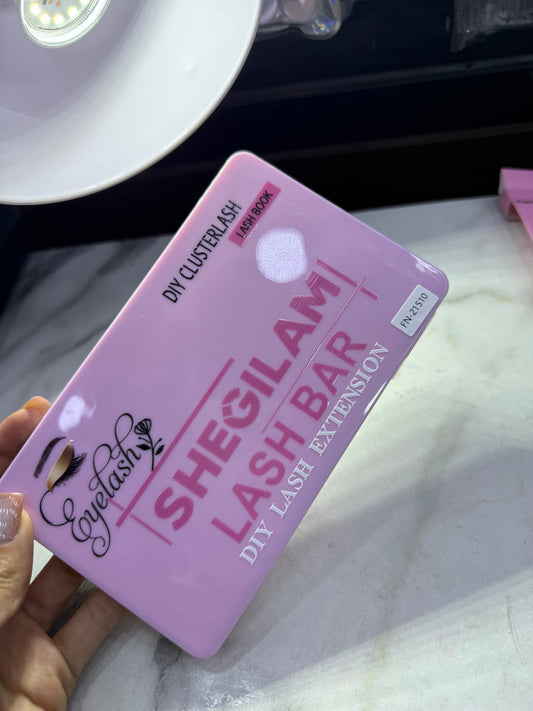 DIY CLUSTERLASH
LASH BOOK
SHEGILAM
LASH BAR
DIY LASH EXTENSION
FN-21510
Eyelash